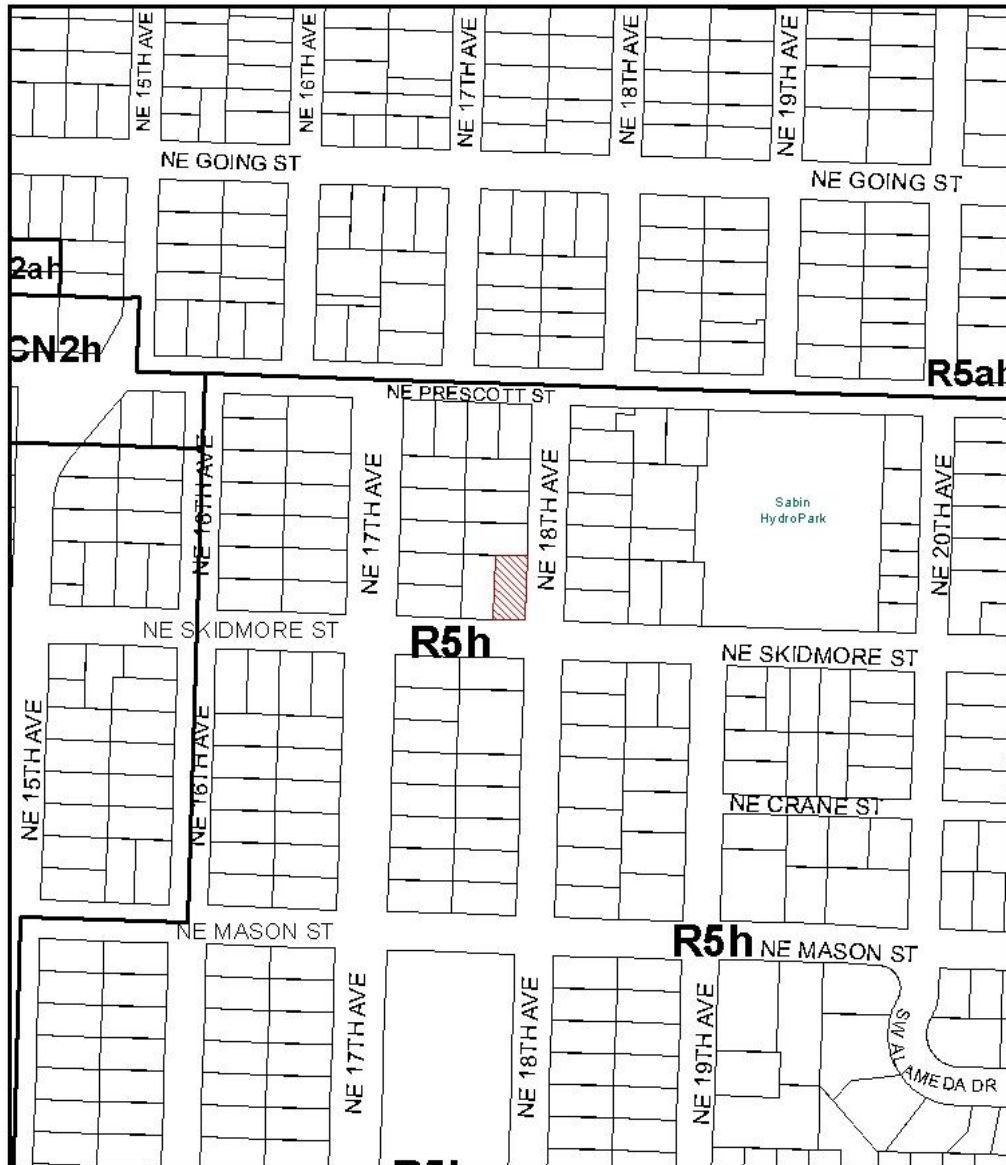 NE 15TH AVE
NE 16TH AVE
NE 17TH AVE
NE 18TH AVE
NE 19TH AVE
NE GOING ST
NE GOING ST
2ah
CN2h
R5ah
NE PRESCOTT ST
NE 16TH AVE
NE 17TH AVE
NE 18TH AVE
Sabin
HydroPark
NE 20TH AVE
NE SKIDMORE ST
R5h
NE SKIDMORE ST
NE 15TH AVE
NE 16TH AVE
NE CRANE ST
NE MASON ST
R5h
NE MASON ST
NE 17TH AVE
NE 18TH AVE
NE 19TH AVE
SW ALAMEDA DR